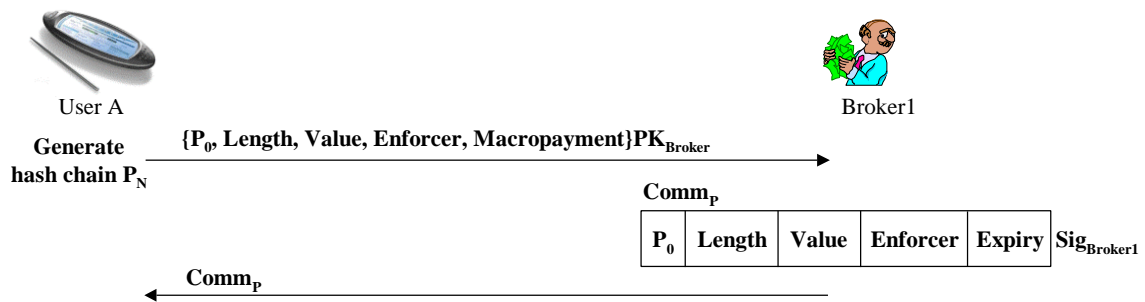 User A
Broker1
Generate
hash chain P_N
{P_0, Length, Value, Enforcer, Macropayment}PK_Broker
Comm_P
P_0 Length Value Enforcer Expiry Sig_Broker1
Comm_P